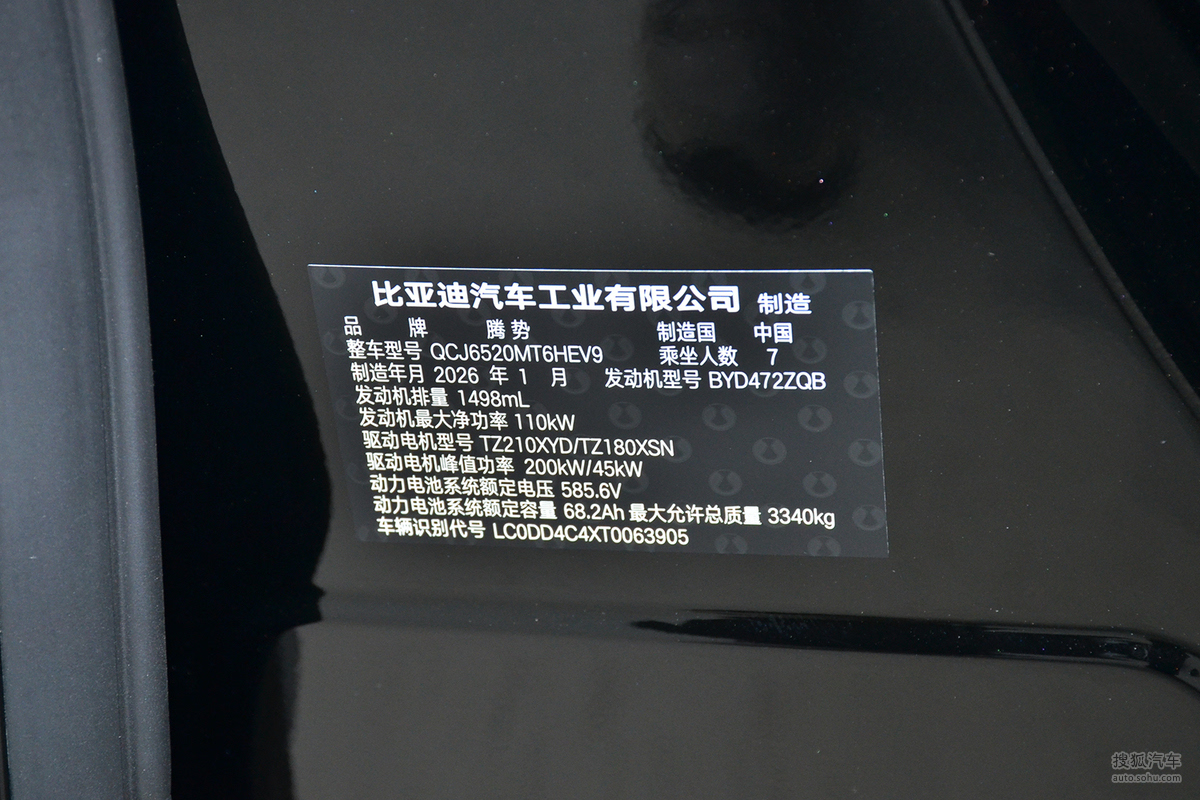 比亚迪汽车工业有限公司 制造
品 牌 腾势 制造国 中国
整车型号 QCJ6520MT6HEV9 乘坐人数 7
制造年月 2026 年 1 月 发动机型号 BYD472ZQB
发动机排量 1498mL
发动机最大净功率 110kW
驱动电机型号 TZ210XYD/TZ180XSN
驱动电机峰值功率 200kW/45kW
动力电池系统额定电压 585.6V
动力电池系统额定容量 68.2Ah 最大允许总质量 3340kg
车辆识别代号 LC0DD4C4XT0063905
搜狐汽车
auto.sohu.com